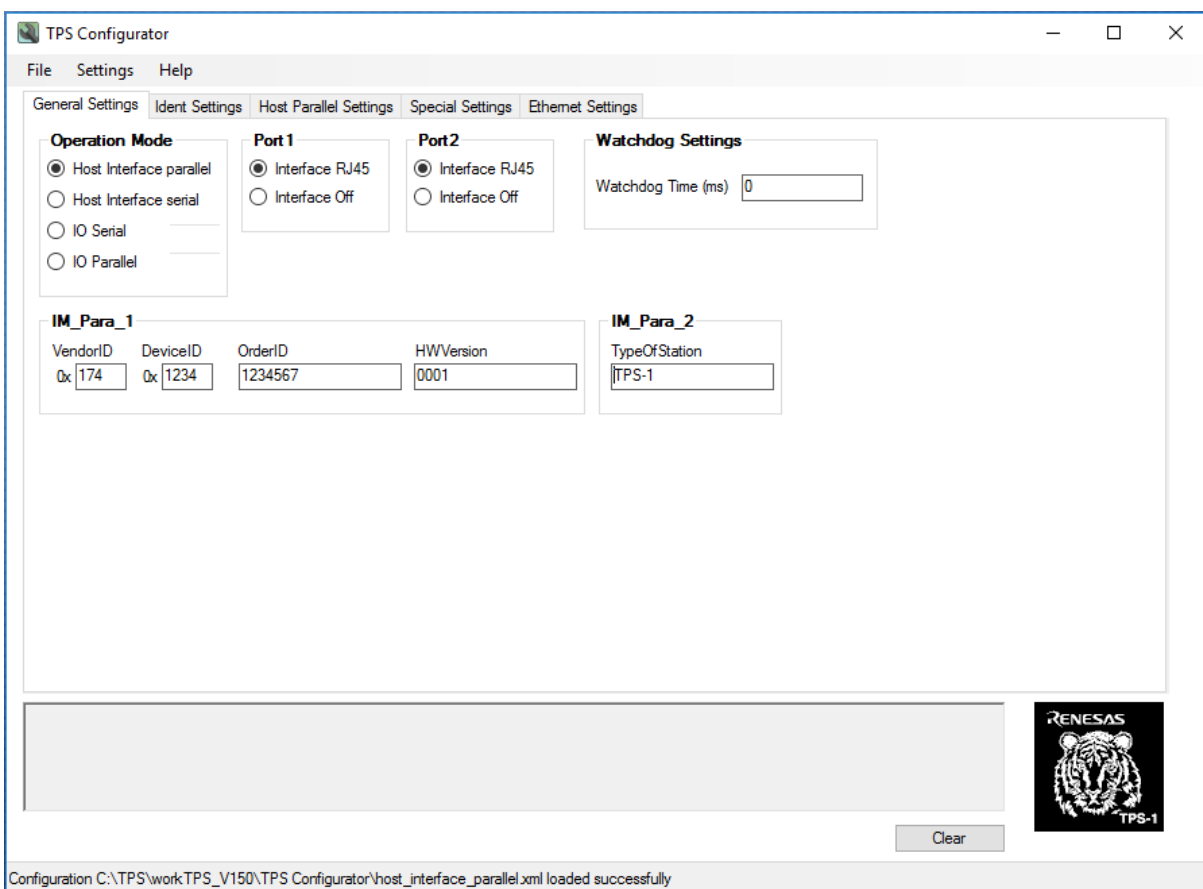 TPS Configurator
File Settings Help
General Settings Ident Settings Host Parallel Settings Special Settings Ethernet Settings
Operation Mode Port1 Port2 Watchdog Settings
Host Interface parallel Interface RJ45 Interface RJ45
Watchdog Time (ms) 0
Host Interface serial Interface Off Interface Off
IO Serial
IO Parallel
IM_Para_1 IM_Para_2
VendorID DeviceID OrderID HWVersion TypeOfStation
0x 174 0x 1234 1234567 0001 TPS-1
RENESAS
TPS-1
Clear
Configuration C:\TPS\workTPS_V150\TPS Configurator\host_interface_parallel.xml loaded successfully